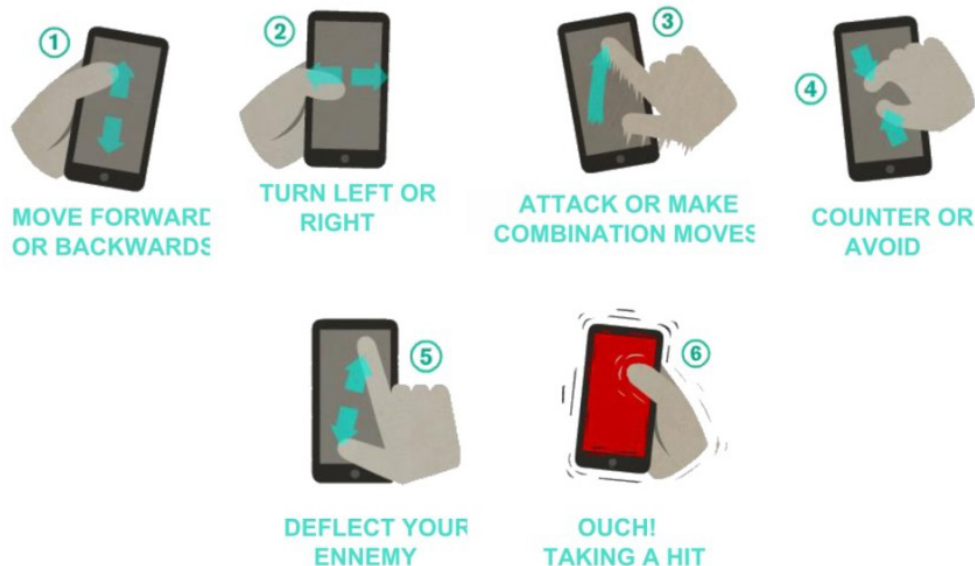 1
MOVE FORWARD
OR BACKWARDS
2
TURN LEFT OR
RIGHT
3
ATTACK OR MAKE
COMBINATION MOVES
4
COUNTER OR
AVOID
5
DEFLECT YOUR
ENNEMY
6
OUCH!
TAKING A HIT